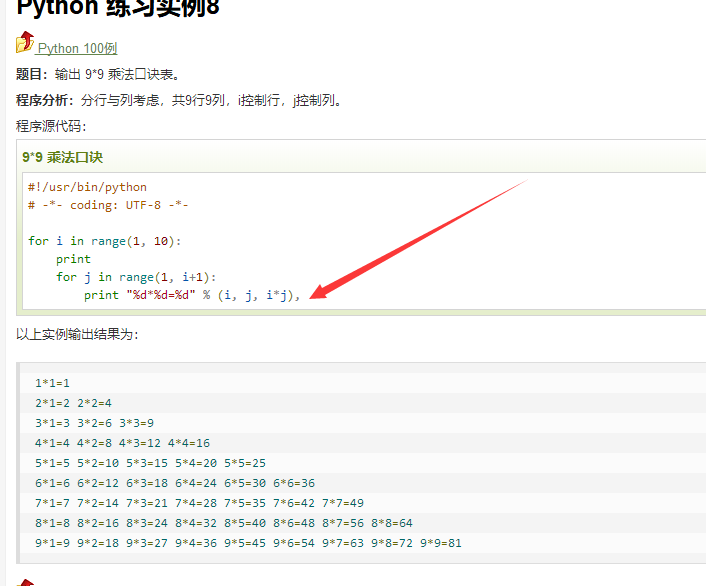 Python 练习实例8
Python 100例
题目：输出 9*9 乘法口诀表。
程序分析：分行与列考虑，共9行9列，i控制行，j控制列。
程序源代码：
9*9 乘法口诀
#!/usr/bin/python
# -*- coding: UTF-8 -*-
for i in range(1, 10):
    print
    for j in range(1, i+1):
        print "%d*%d=%d" % (i, j, i*j),
以上实例输出结果为：
1*1=1
2*1=2 2*2=4
3*1=3 3*2=6 3*3=9
4*1=4 4*2=8 4*3=12 4*4=16
5*1=5 5*2=10 5*3=15 5*4=20 5*5=25
6*1=6 6*2=12 6*3=18 6*4=24 6*5=30 6*6=36
7*1=7 7*2=14 7*3=21 7*4=28 7*5=35 7*6=42 7*7=49
8*1=8 8*2=16 8*3=24 8*4=32 8*5=40 8*6=48 8*7=56 8*8=64
9*1=9 9*2=18 9*3=27 9*4=36 9*5=45 9*6=54 9*7=63 9*8=72 9*9=81